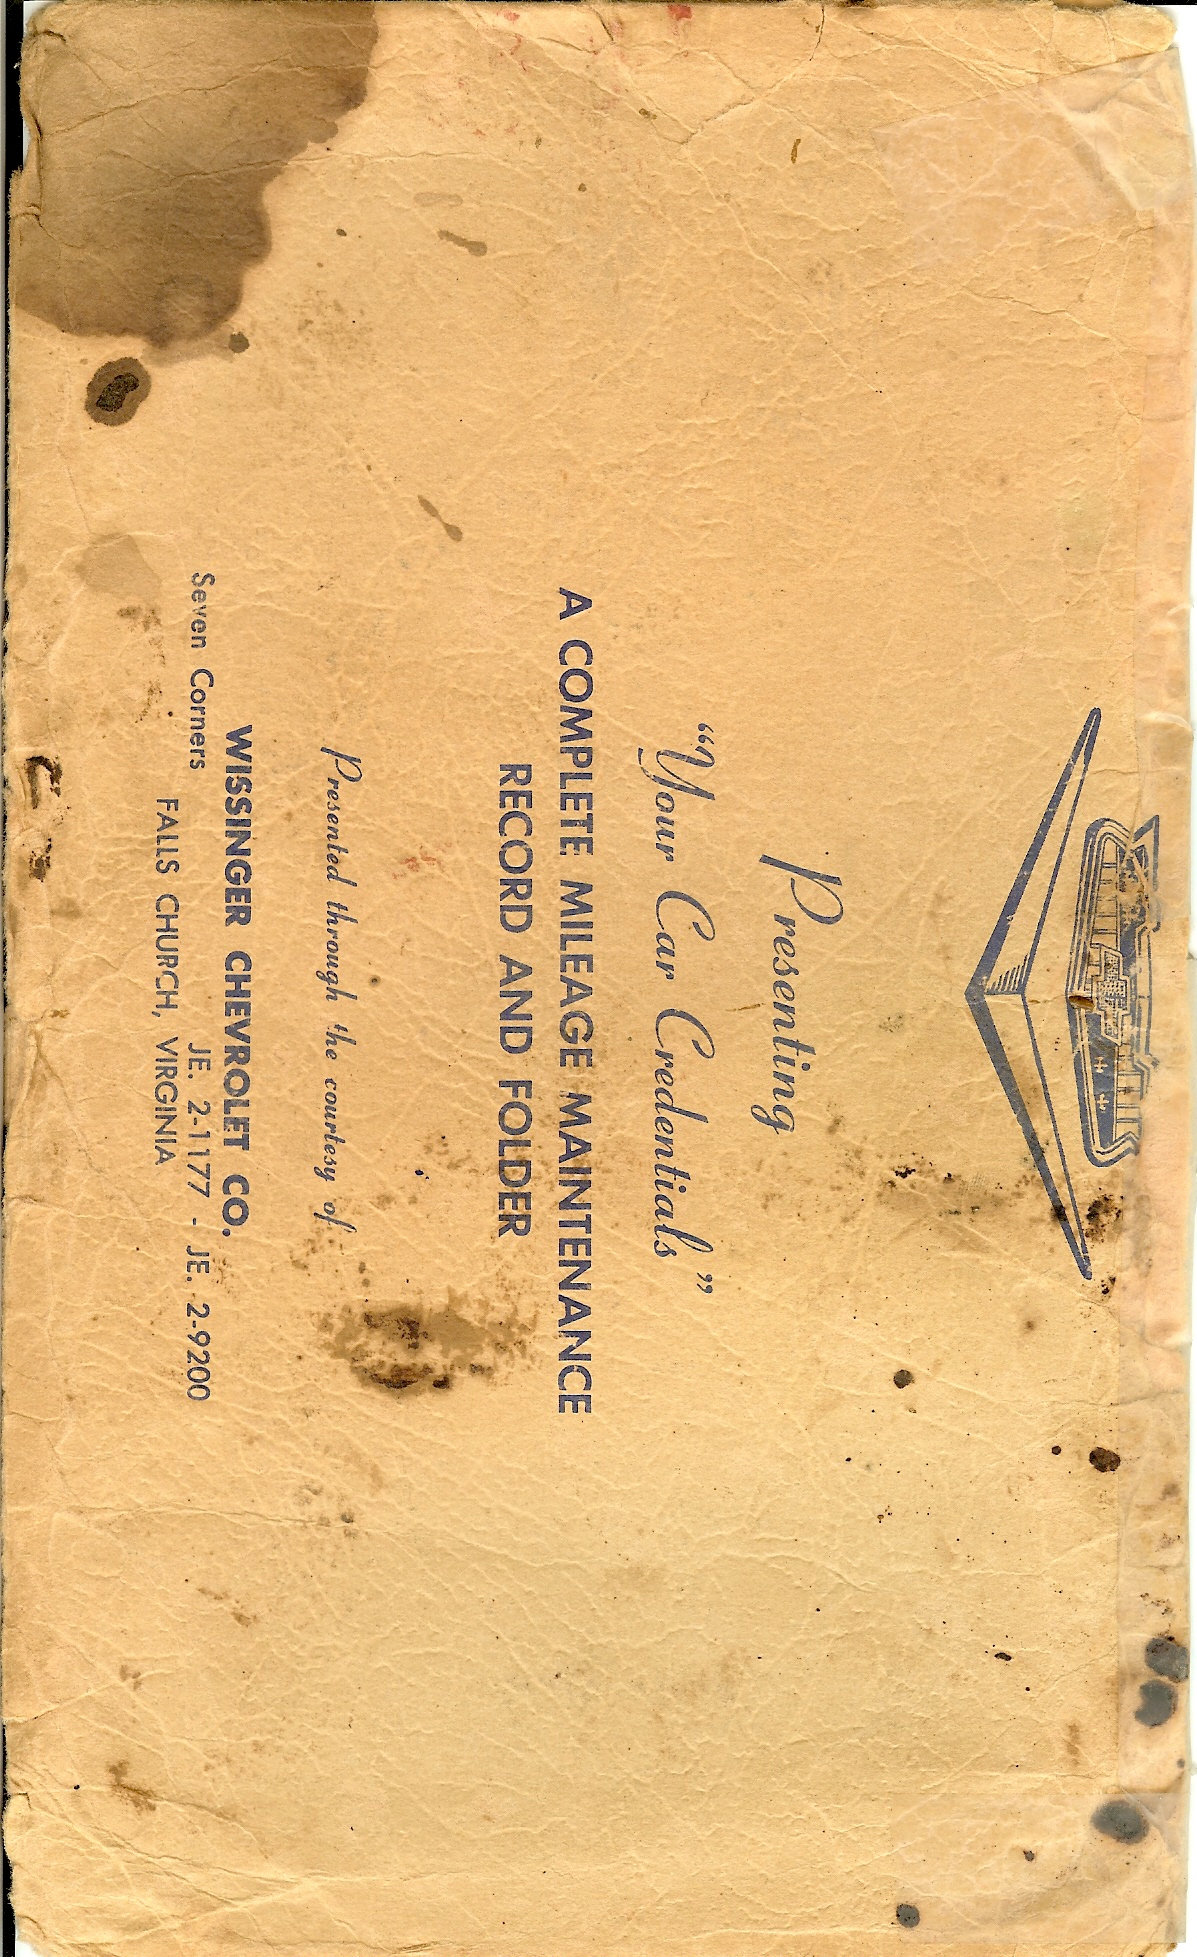 Presenting
“Your Car Credentials”
A COMPLETE MILEAGE MAINTENANCE
RECORD AND FOLDER
Presented through the courtesy of
WISSINGER CHEVROLET CO.
Seven Corners JE. 2-1177 - JE. 2-9200
FALLS CHURCH, VIRGINIA